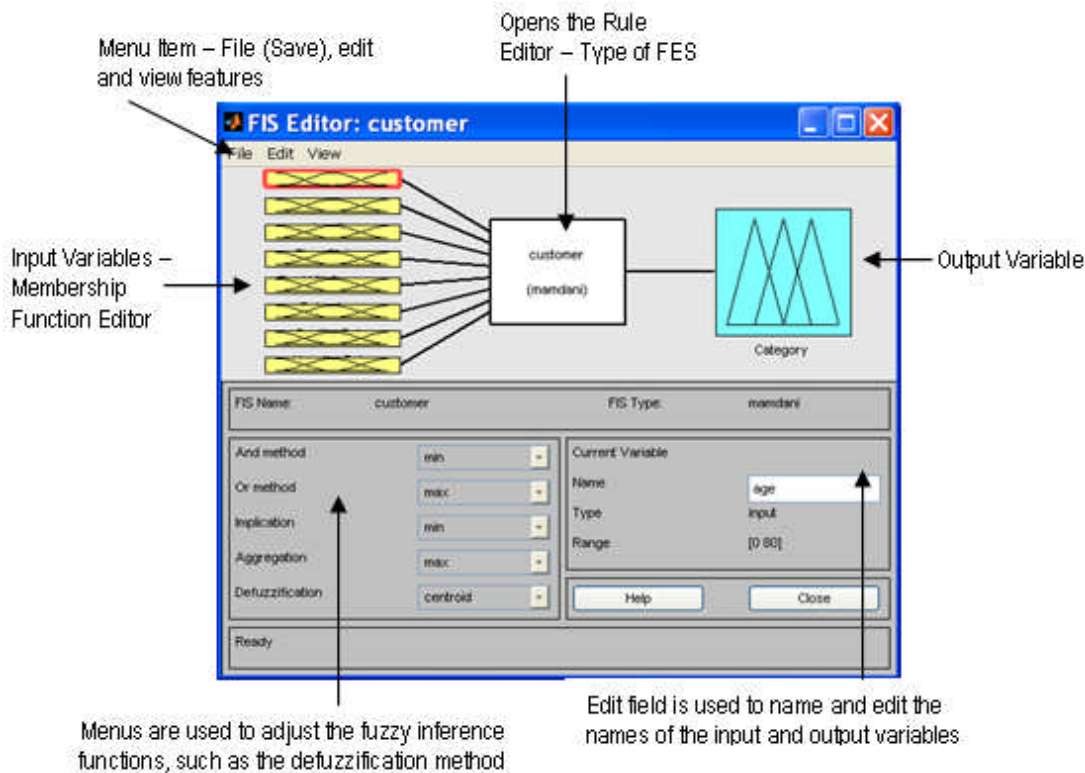 Opens the Rule
Editor – Type of FES
Menu Item – File (Save), edit
and view features
FIS Editor: customer
File Edit View
customer
(mamdani)
Input Variables –
Membership
Function Editor
Output Variable
Category
FIS Name: customer FIS Type: mamdani
And method min
Or method max
Implication min
Aggregation max
Defuzzification centroid
Current Variable
Name age
Type input
Range [0 80]
Help Close
Ready
Menus are used to adjust the fuzzy inference
functions, such as the defuzzification method
Edit field is used to name and edit the
names of the input and output variables